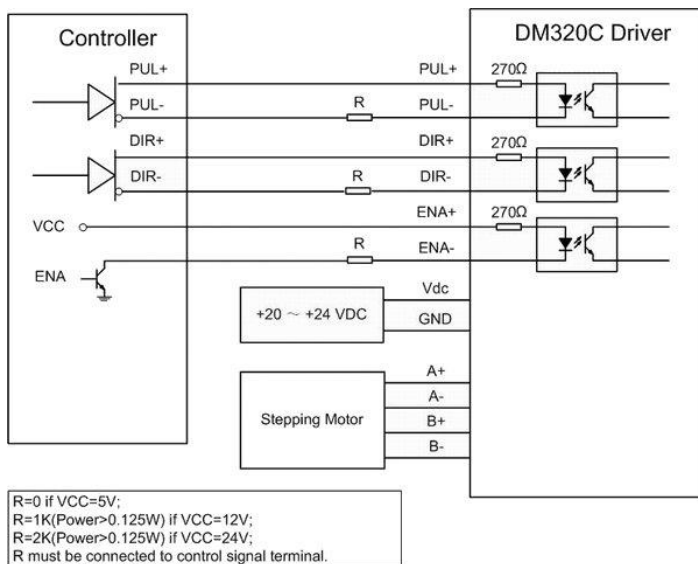 Controller
DM320C Driver
PUL+
PUL+
270Ω
PUL-
R
PUL-
DIR+
DIR+
270Ω
DIR-
R
DIR-
VCC
ENA+
270Ω
ENA
R
ENA-
+20 ~ +24 VDC
Vdc
GND
Stepping Motor
A+
A-
B+
B-
R=0 if VCC=5V;
R=1K(Power>0.125W) if VCC=12V;
R=2K(Power>0.125W) if VCC=24V;
R must be connected to control signal terminal.